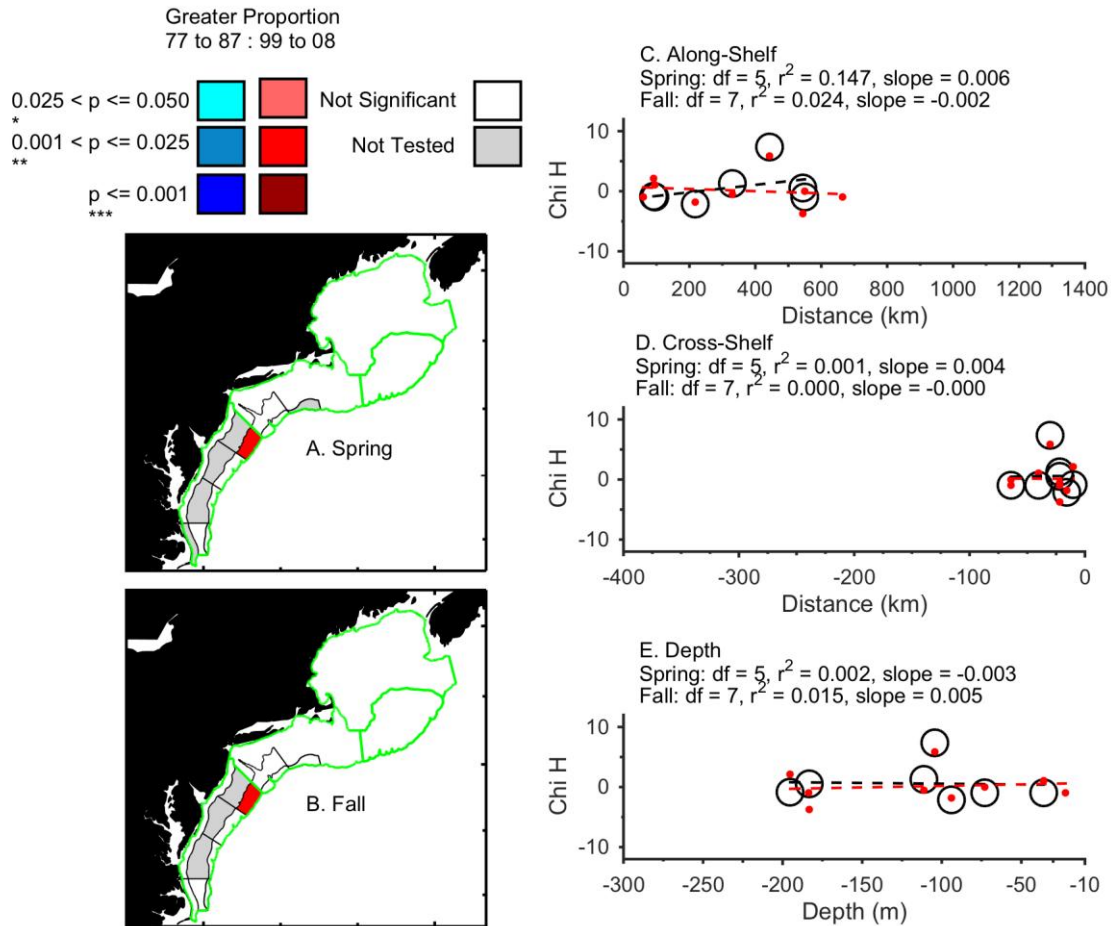 Greater Proportion
77 to 87 : 99 to 08
0.025 < p <= 0.050
*
0.001 < p <= 0.025
**
p <= 0.001
***
Not Significant
Not Tested
A. Spring
B. Fall
C. Along-Shelf
Spring: df = 5, r² = 0.147, slope = 0.006
Fall: df = 7, r² = 0.024, slope = -0.002
10
0
-10
Chi H
0 200 400 600 800 1000 1200 1400
Distance (km)
D. Cross-Shelf
Spring: df = 5, r² = 0.001, slope = 0.004
Fall: df = 7, r² = 0.000, slope = -0.000
10
0
-10
Chi H
-400 -300 -200 -100 0
Distance (km)
E. Depth
Spring: df = 5, r² = 0.002, slope = -0.003
Fall: df = 7, r² = 0.015, slope = 0.005
10
0
-10
Chi H
-300 -250 -200 -150 -100 -50 -10
Depth (m)